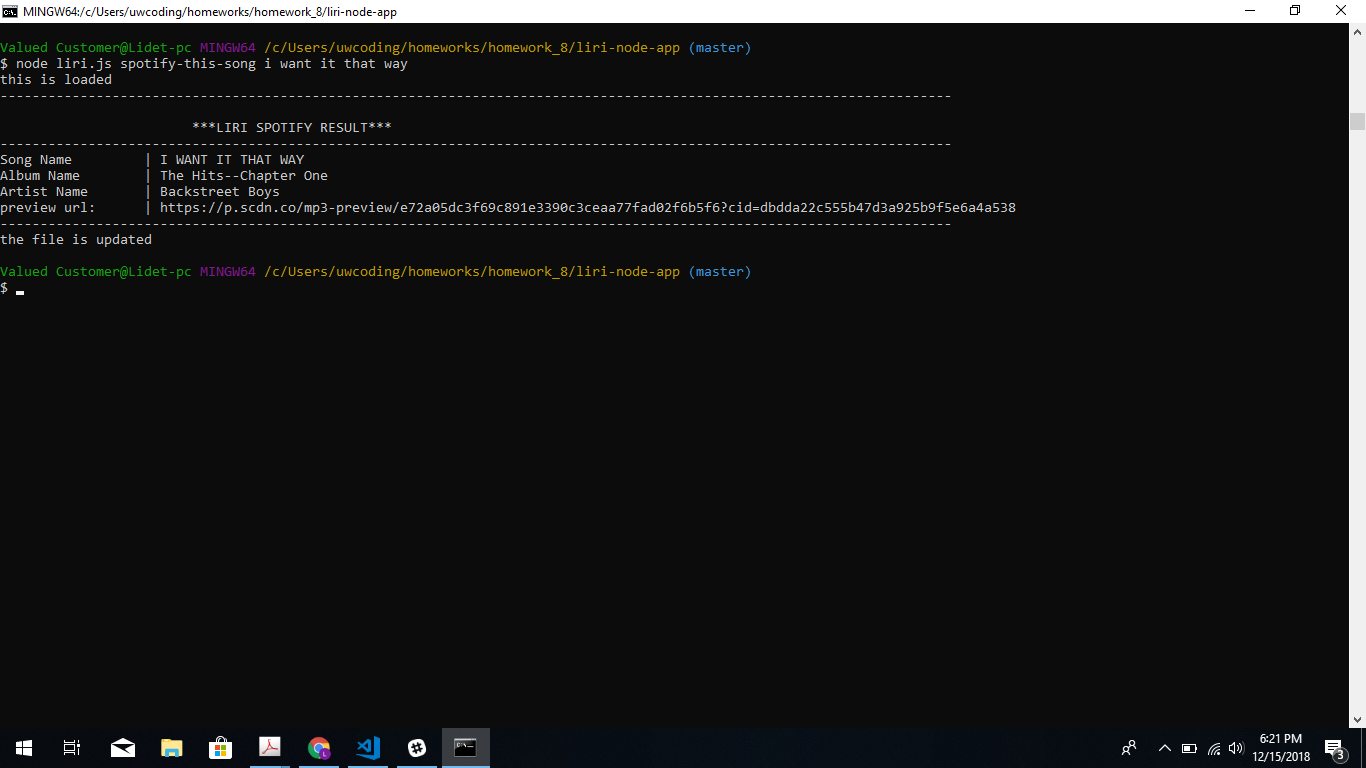 MINGW64:/c/Users/uwcoding/homeworks/homework_8/liri-node-app
Valued Customer@Lidet-pc MINGW64 /c/Users/uwcoding/homeworks/homework_8/liri-node-app (master)
$ node liri.js spotify-this-song i want it that way
this is loaded
-----------------------------------------------------------------------------------------------------------------------
***LIRI SPOTIFY RESULT***
-----------------------------------------------------------------------------------------------------------------------
Song Name         | I WANT IT THAT WAY
Album Name        | The Hits--Chapter One
Artist Name       | Backstreet Boys
preview url:      | https://p.scdn.co/mp3-preview/e72a05dc3f69c891e3390c3ceaa77fad02f6b5f6?cid=dbdda22c555b47d3a925b9f5e6a4a538
-----------------------------------------------------------------------------------------------------------------------
the file is updated
Valued Customer@Lidet-pc MINGW64 /c/Users/uwcoding/homeworks/homework_8/liri-node-app (master)
$
6:21 PM
12/15/2018
3